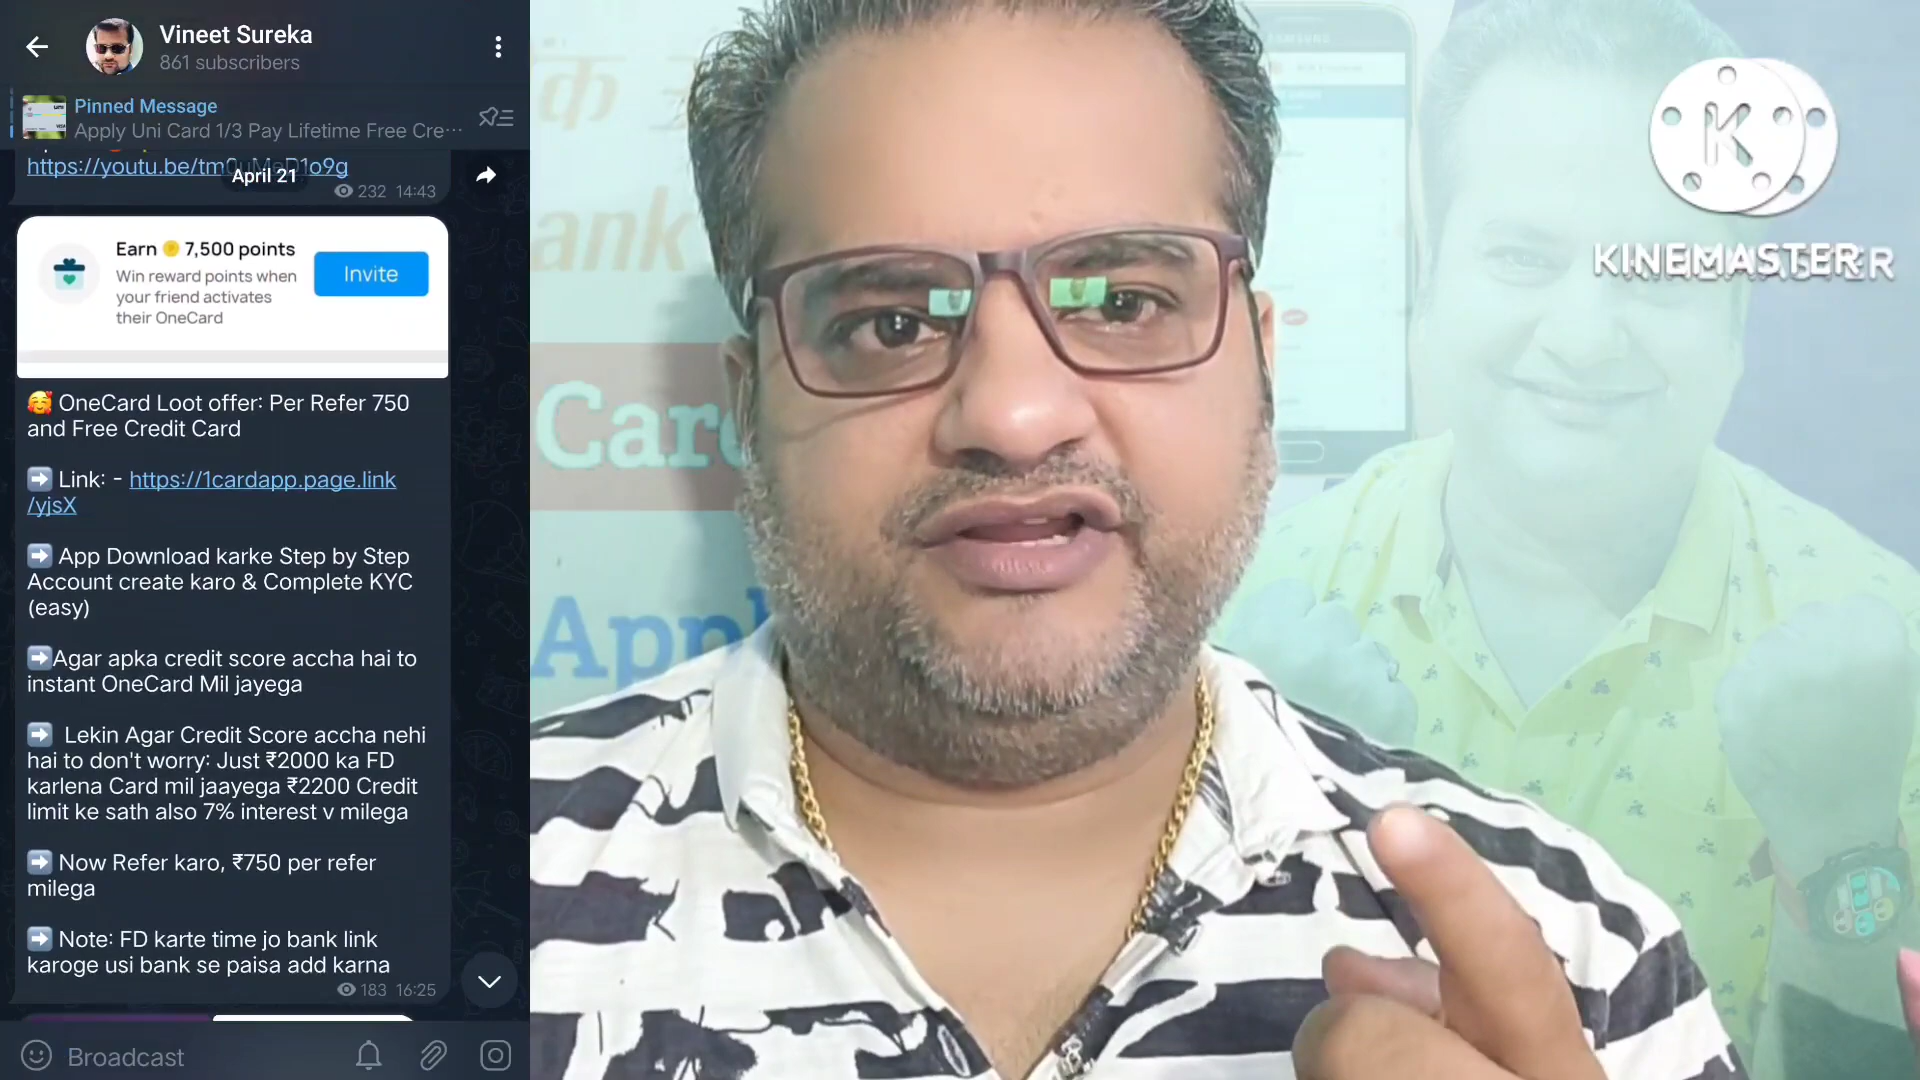 Vineet Sureka
861 subscribers
Pinned Message
Apply Uni Card 1/3 Pay Lifetime Free Cre...
April 21
232 14:43
Earn 7,500 points
Win reward points when
your friend activates
their OneCard
Invite
🥰 OneCard Loot offer: Per Refer 750
and Free Credit Card
➡️ Link: - https://1cardapp.page.link
/yjsX
➡️ App Download karke Step by Step
Account create karo & Complete KYC
(easy)
➡️Agar apka credit score accha hai to
instant OneCard Mil jayega
➡️ Lekin Agar Credit Score accha nehi
hai to don't worry: Just ₹2000 ka FD
karlena Card mil jaayega ₹2200 Credit
limit ke sath also 7% interest v milega
➡️ Now Refer karo, ₹750 per refer
milega
➡️ Note: FD karte time jo bank link
karoge usi bank se paisa add karna
183 16:25
Broadcast
K
KINEMASTER
SAMSUNG